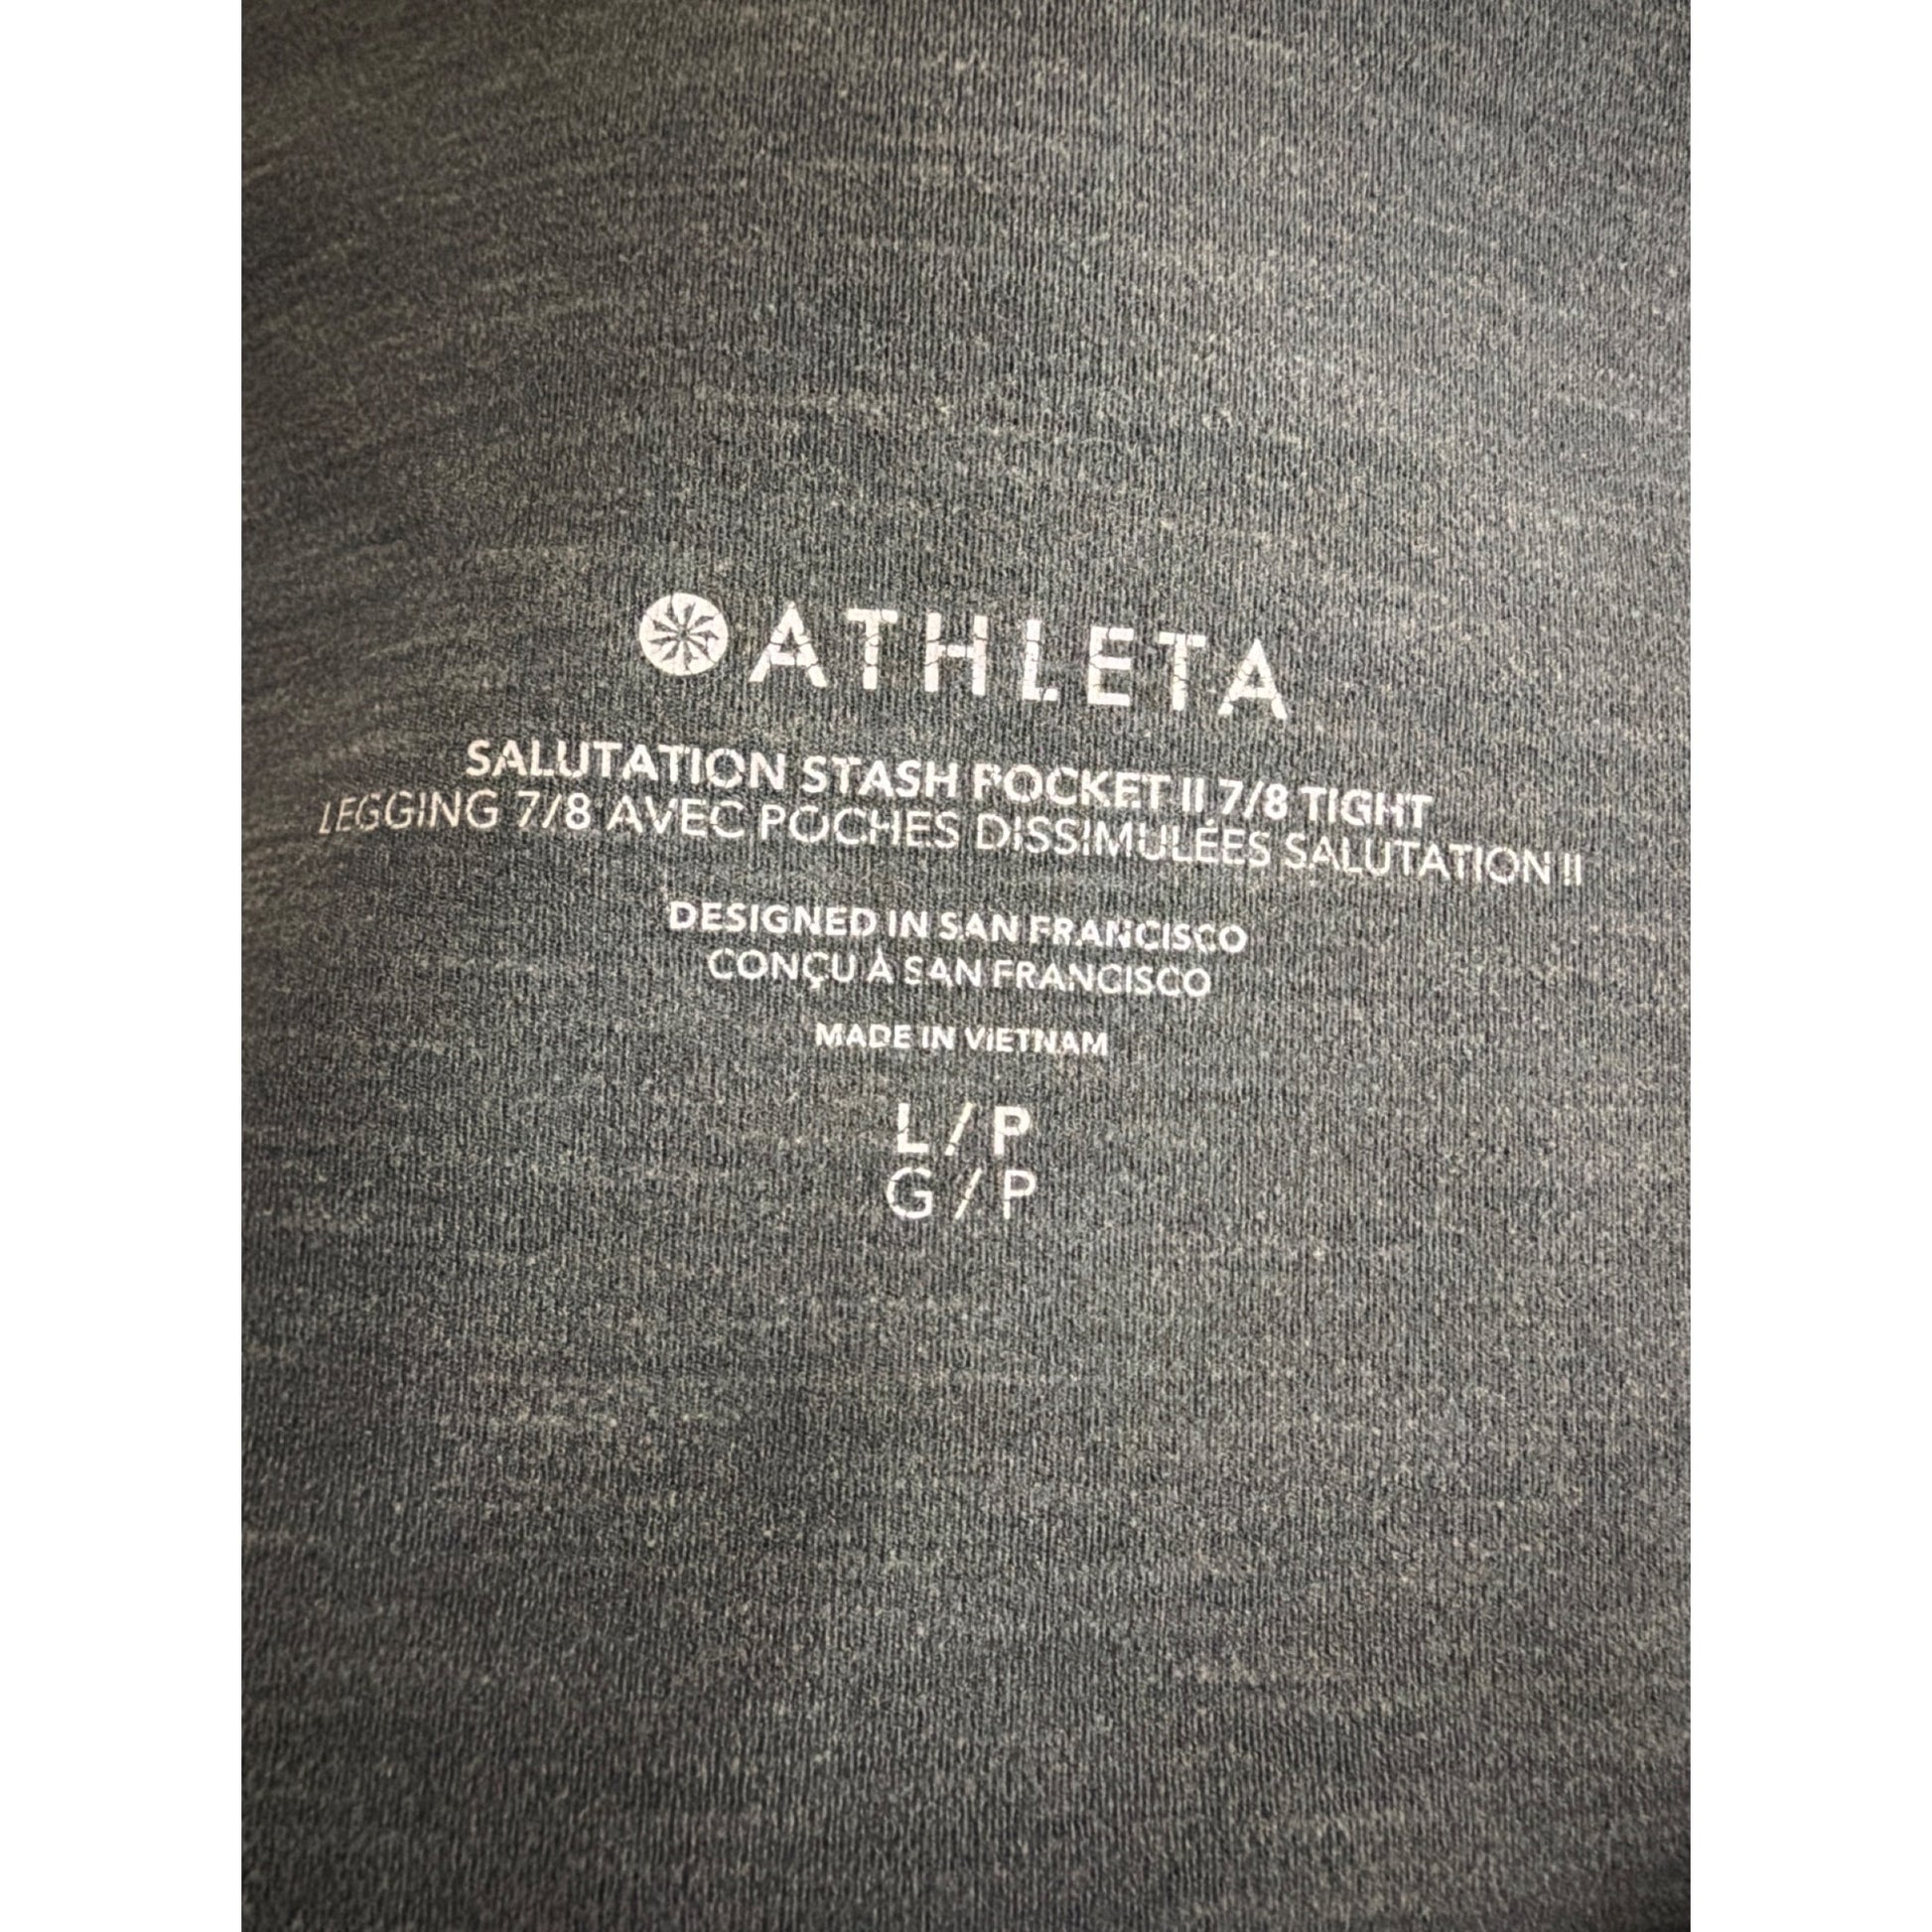 ATHLETA
SALUTATION STASH POCKET II 7/8 TIGHT
LEGGING 7/8 AVEC POCHES DISSIMULÉES SALUTATION II
DESIGNED IN SAN FRANCISCO
CONÇU À SAN FRANCISCO
MADE IN VIETNAM
L / P
G / P